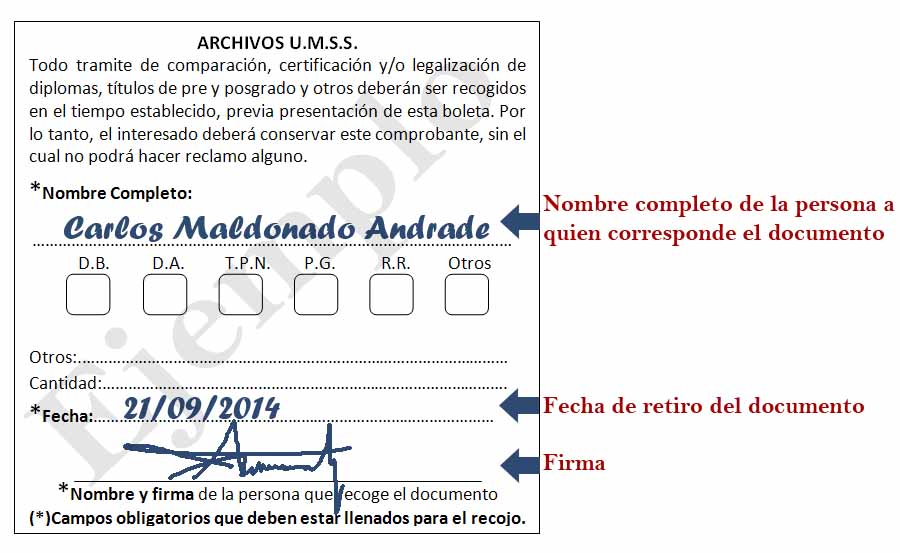 ARCHIVOS U.M.S.S.
Todo tramite de comparación, certificación y/o legalización de
diplomas, títulos de pre y posgrado y otros deberán ser recogidos
en el tiempo establecido, previa presentación de esta boleta. Por
lo tanto, el interesado deberá conservar este comprobante, sin el
cual no podrá hacer reclamo alguno.
*Nombre Completo:
Carlos Maldonado Andrade
Nombre completo de la persona a
quien corresponde el documento
D.B. D.A. T.P.N. P.G. R.R. Otros
Otros:
Cantidad:
*Fecha: 21/09/2014
Fecha de retiro del documento
Firma
*Nombre y firma de la persona que recoge el documento
(*)Campos obligatorios que deben estar llenados para el recojo.
Ejemplo